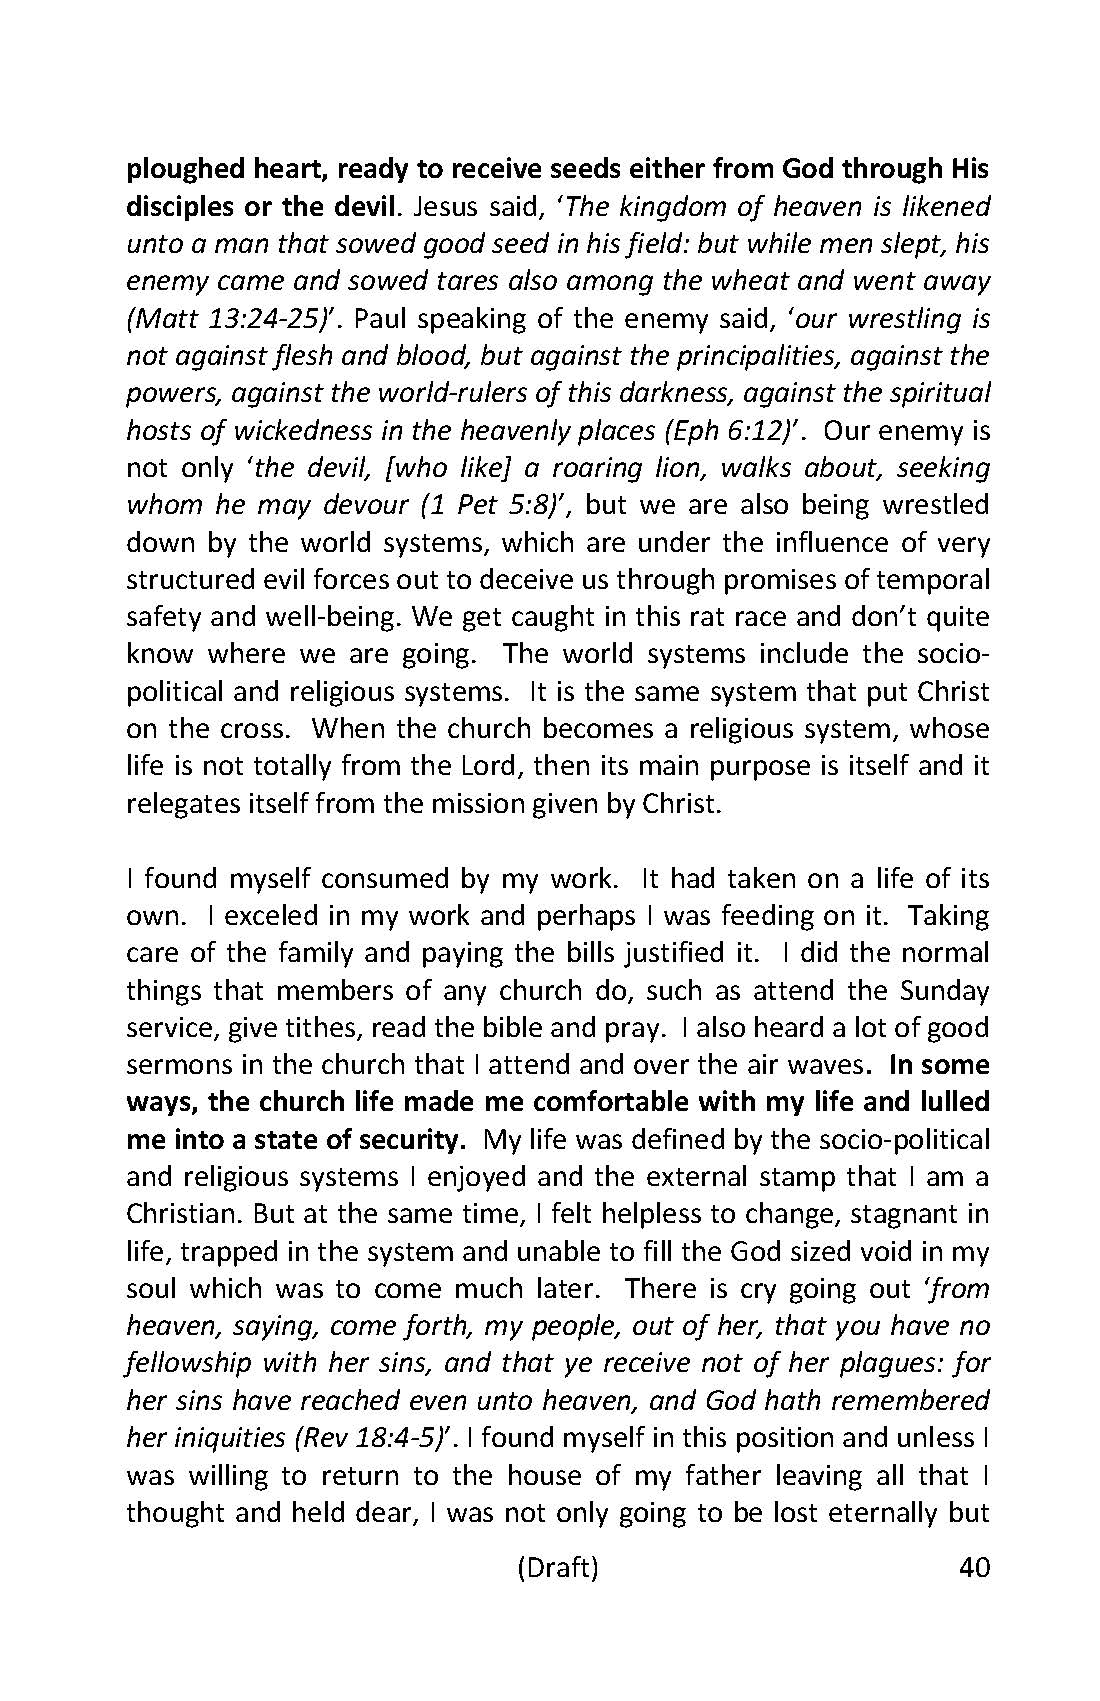 ploughed heart, ready to receive seeds either from God through His
disciples or the devil. Jesus said, ‘The kingdom of heaven is likened
unto a man that sowed good seed in his field: but while men slept, his
enemy came and sowed tares also among the wheat and went away
(Matt 13:24-25)’. Paul speaking of the enemy said, ‘our wrestling is
not against flesh and blood, but against the principalities, against the
powers, against the world-rulers of this darkness, against the spiritual
hosts of wickedness in the heavenly places (Eph 6:12)’. Our enemy is
not only ‘the devil, [who like] a roaring lion, walks about, seeking
whom he may devour (1 Pet 5:8)’, but we are also being wrestled
down by the world systems, which are under the influence of very
structured evil forces out to deceive us through promises of temporal
safety and well-being. We get caught in this rat race and don’t quite
know where we are going. The world systems include the socio-
political and religious systems. It is the same system that put Christ
on the cross. When the church becomes a religious system, whose
life is not totally from the Lord, then its main purpose is itself and it
relegates itself from the mission given by Christ.
I found myself consumed by my work. It had taken on a life of its
own. I exceled in my work and perhaps I was feeding on it. Taking
care of the family and paying the bills justified it. I did the normal
things that members of any church do, such as attend the Sunday
service, give tithes, read the bible and pray. I also heard a lot of good
sermons in the church that I attend and over the air waves. In some
ways, the church life made me comfortable with my life and lulled
me into a state of security. My life was defined by the socio-political
and religious systems I enjoyed and the external stamp that I am a
Christian. But at the same time, I felt helpless to change, stagnant in
life, trapped in the system and unable to fill the God sized void in my
soul which was to come much later. There is cry going out ‘from
heaven, saying, come forth, my people, out of her, that you have no
fellowship with her sins, and that ye receive not of her plagues: for
her sins have reached even unto heaven, and God hath remembered
her iniquities (Rev 18:4-5)’. I found myself in this position and unless I
was willing to return to the house of my father leaving all that I
thought and held dear, I was not only going to be lost eternally but
(Draft) 40